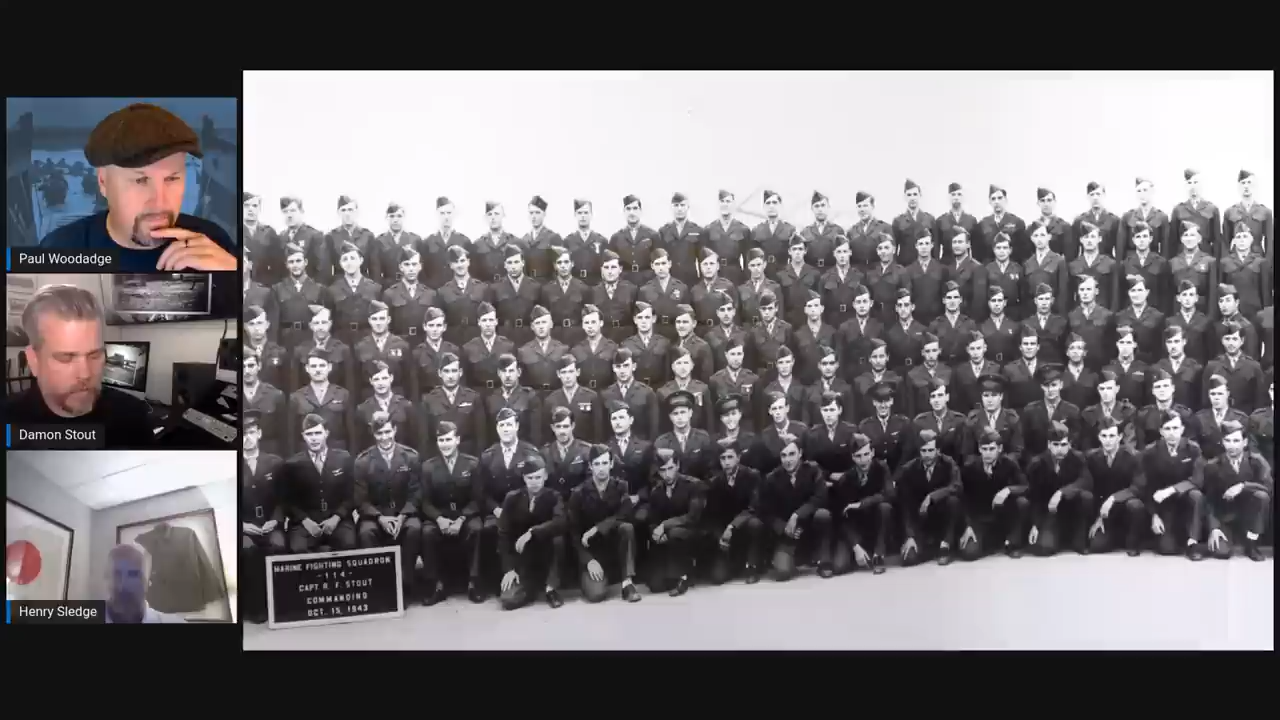 Paul Woodadge
Damon Stout
Henry Sledge
MARINE FIGHTING SQUADRON
-114-
CAPT R. F. STOUT
COMMANDING
OCT. 15, 1943